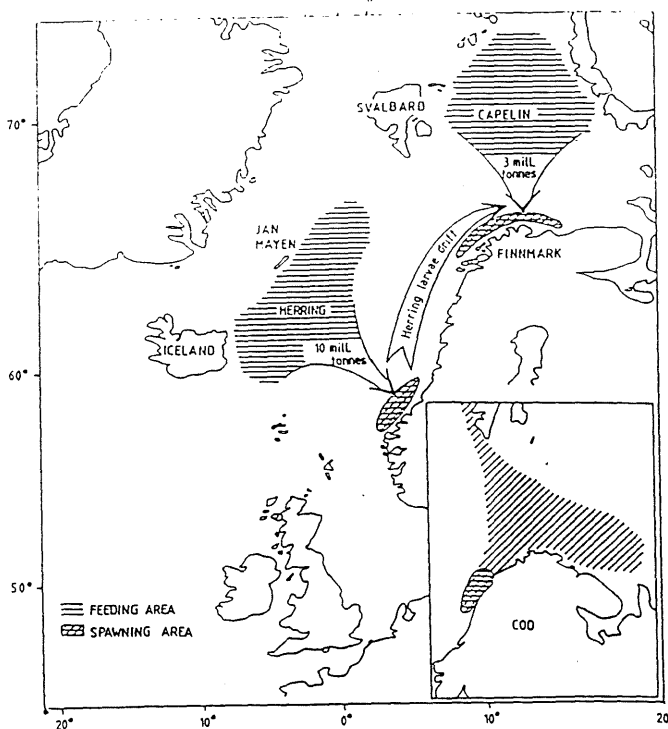 SVALBARD
CAPELIN
70°
3 mill
tonnes
JAN
MAYEN
Herring larvae drift
FINNMARK
HERRING
ICELAND
10 mill
tonnes
60°
50°
FEEDING AREA
SPAWNING AREA
COD
20°
10°
0°
10°
20